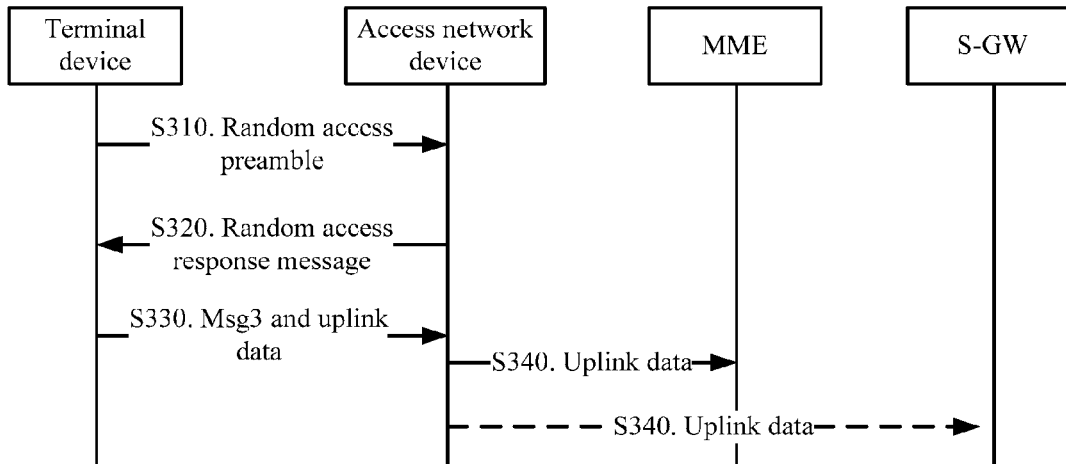 Terminal
device
Access network
device
MME
S-GW
S310. Random access
preamble
S320. Random access
response message
S330. Msg3 and uplink
data
S340. Uplink data
S340. Uplink data